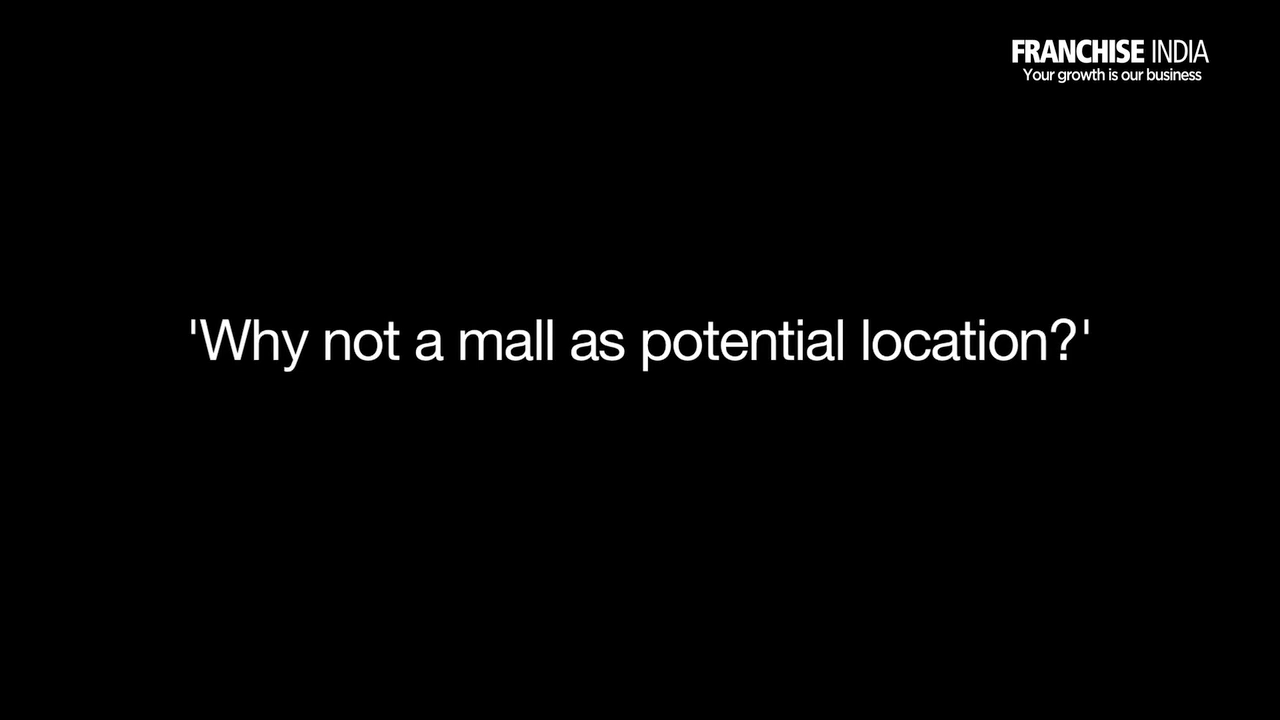 FRANCHISE INDIA
Your growth is our business
'Why not a mall as potential location?'